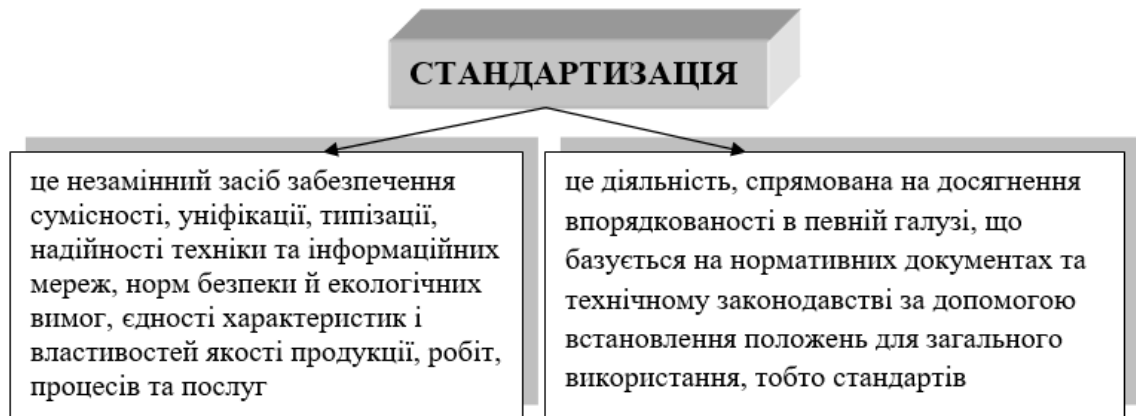 СТАНДАРТИЗАЦІЯ
це незамінний засіб забезпечення
сумісності, уніфікації, типізації,
надійності техніки та інформаційних
мереж, норм безпеки й екологічних
вимог, єдності характеристик і
властивостей якості продукції, робіт,
процесів та послуг
це діяльність, спрямована на досягнення
впорядкованості в певній галузі, що
базується на нормативних документах та
технічному законодавстві за допомогою
встановлення положень для загального
використання, тобто стандартів